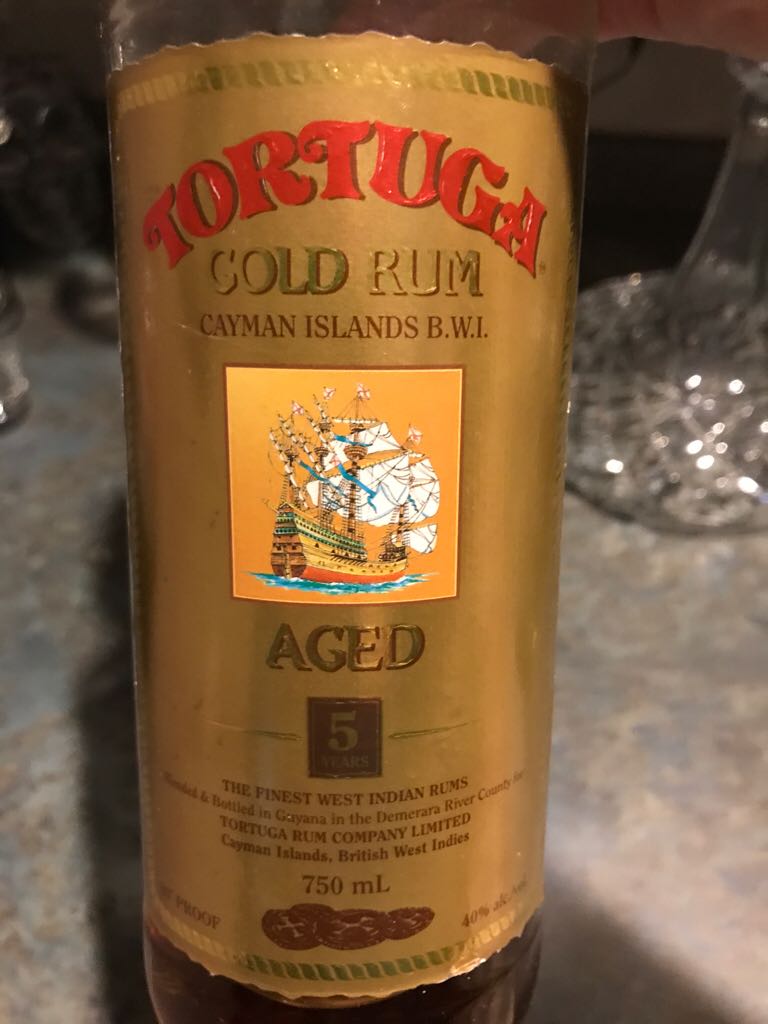 TORTUGA
GOLD RUM
CAYMAN ISLANDS B.W.I.
AGED
5
YEARS
THE FINEST WEST INDIAN RUMS
Blended & Bottled in Guyana in the Demerara River County for
TORTUGA RUM COMPANY LIMITED
Cayman Islands, British West Indies
750 mL
PROOF
40% alc./vol.